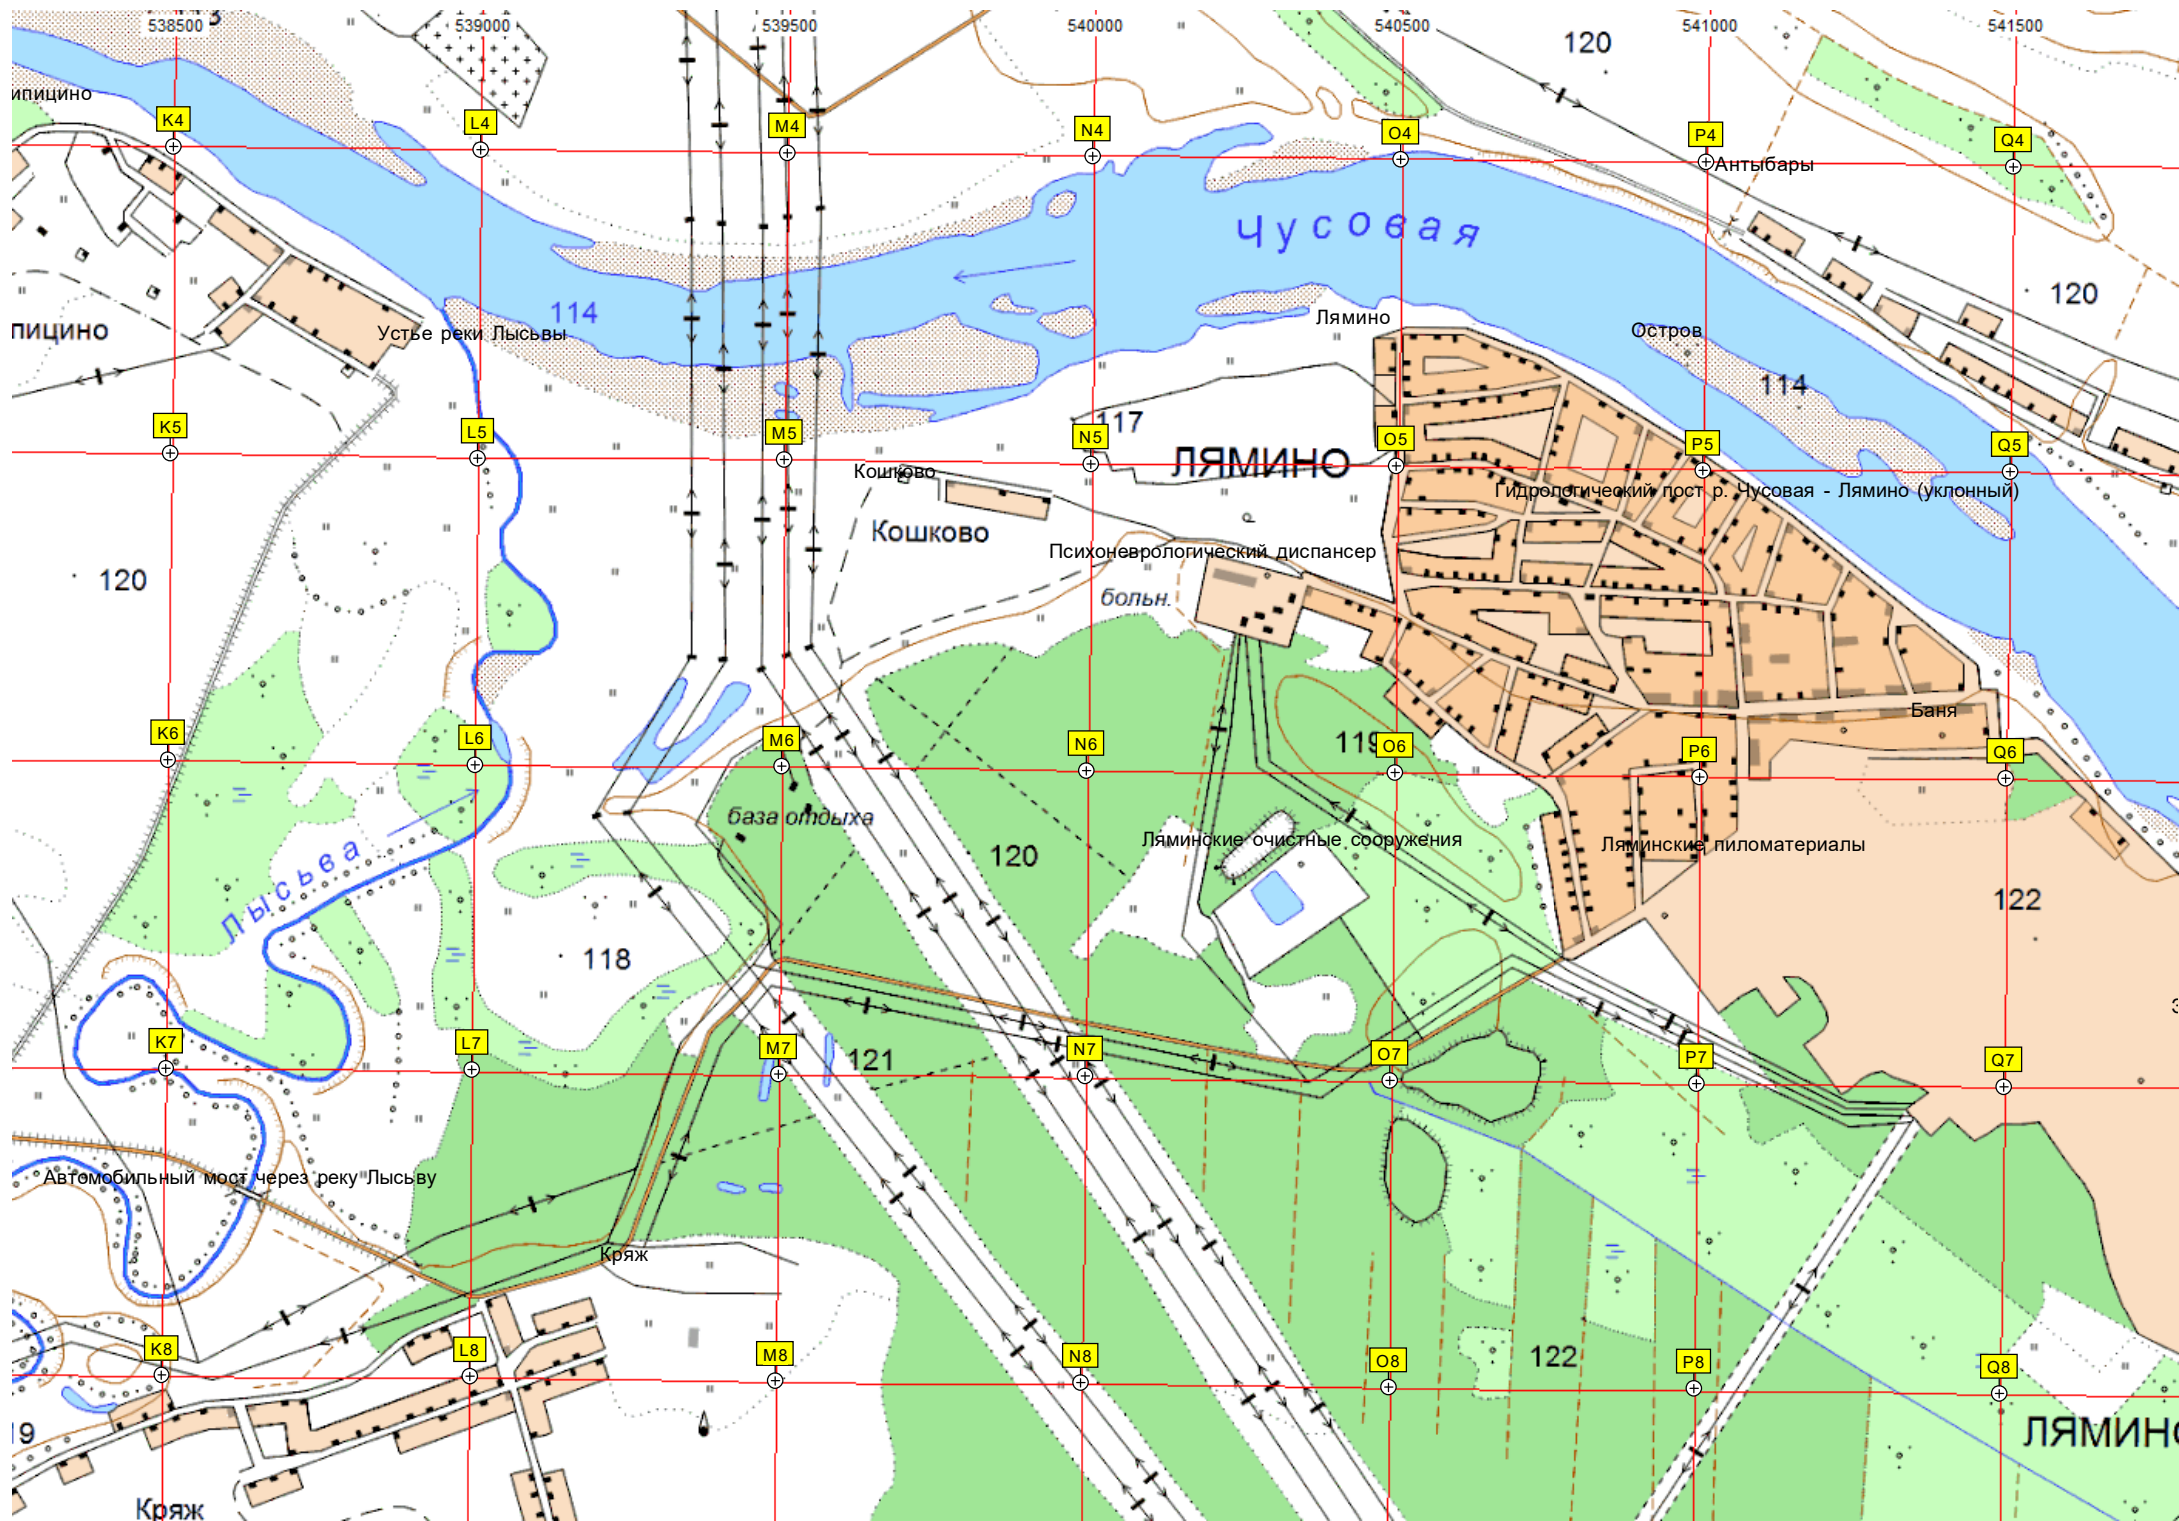 538500 539000 539500 540000 540500 541000 541500
120
ипицино
K4 L4 M4 N4 O4 P4 Q4
Антыбары
Чусовая
120
114
пицино
Устье реки Лысьвы
Лямино
Остров
114
117
K5 L5 M5 N5 O5 P5 Q5
ЛЯМИНО
Кошково
Гидрологический пост р. Чусовая - Лямино (уклонный)
Кошково
Психоневрологический диспансер
120
больн.
Баня
K6 L6 M6 N6 O6 P6 Q6
119
база отдыха
Ляминские очистные сооружения
Ляминские пиломатериалы
120
Лысьва
122
118
K7 L7 M7 N7 O7 P7 Q7
121
Автомобильный мост через реку Лысьву
Кряж
K8 L8 M8 N8 O8 P8 Q8
122
19
ЛЯМИНО
Кряж